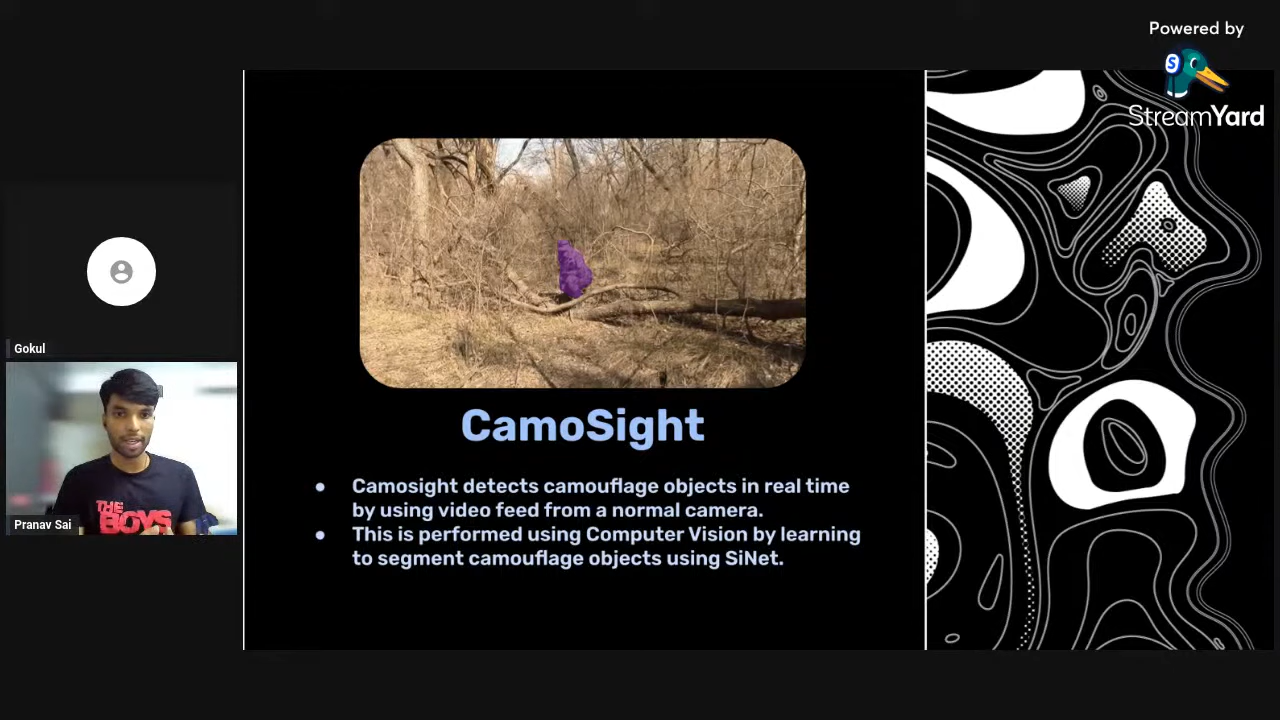 Powered by
StreamYard
Gokul
Pranav Sai
THE
BOYS
CamoSight
● Camosight detects camouflage objects in real time
by using video feed from a normal camera.
● This is performed using Computer Vision by learning
to segment camouflage objects using SiNet.